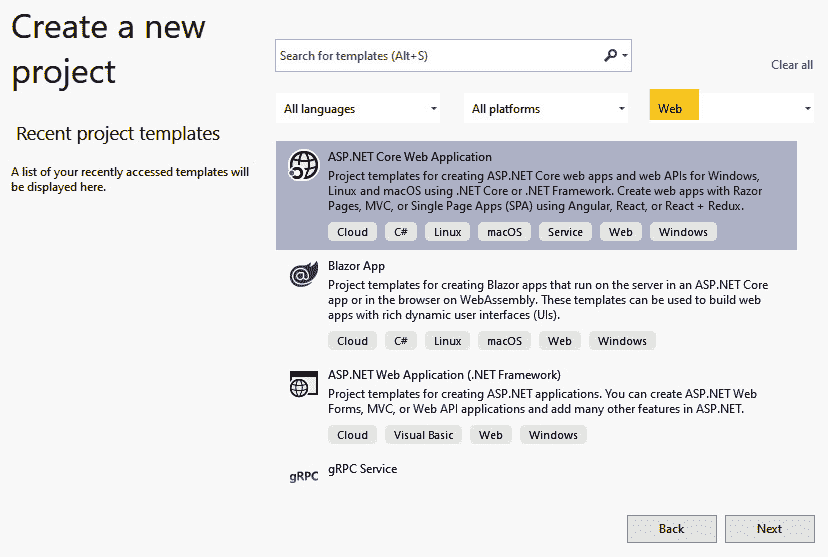 Create a new
project
Search for templates (Alt+S)
Clear all
All languages
All platforms
Web
Recent project templates
A list of your recently accessed templates will
be displayed here.
ASP.NET Core Web Application
Project templates for creating ASP.NET Core web apps and web APIs for Windows,
Linux and macOS using .NET Core or .NET Framework. Create web apps with Razor
Pages, MVC, or Single Page Apps (SPA) using Angular, React, or React + Redux.
Cloud C# Linux macOS Service Web Windows
Blazor App
Project templates for creating Blazor apps that run on the server in an ASP.NET Core
app or in the browser on WebAssembly. These templates can be used to build web
apps with rich dynamic user interfaces (UIs).
Cloud C# Linux macOS Web Windows
ASP.NET Web Application (.NET Framework)
Project templates for creating ASP.NET applications. You can create ASP.NET Web
Forms, MVC, or Web API applications and add many other features in ASP.NET.
Cloud Visual Basic Web Windows
gRPC gRPC Service
Back Next